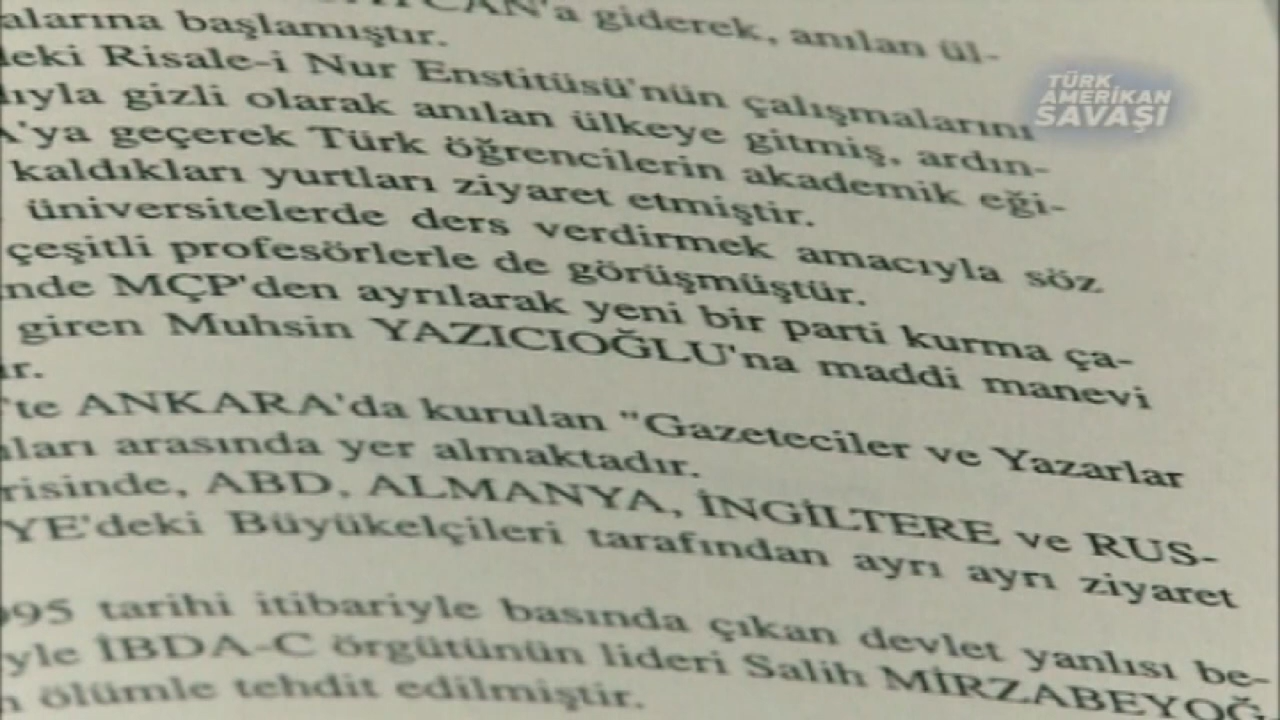 giderek, anılan ül-
alarına başlamıştır.
Risale-i Nur Enstitüsü'nün çalışmalarını
gizli olarak anılan ülkeye gitmiş, ardın-
A'ya geçerek Türk öğrencilerin akademik eği-
kaldıkları yurtları ziyaret etmiştir.
üniversitelerde ders verdirmek amacıyla söz
çeşitli profesörlerle de görüşmüştür.
nde MÇP'den ayrılarak yeni bir parti kurma ça-
giren Muhsin YAZICIOĞLU'na maddi manevi
ır.
'te ANKARA'da kurulan "Gazeteciler ve Yazarlar
ıları arasında yer almaktadır.
risinde, ABD, ALMANYA, İNGİLTERE ve RUS-
YE'deki Büyükelçileri tarafından ayrı ayrı ziyaret
995 tarihi itibariyle basında çıkan devlet yanlısı be-
yle İBDA-C örgütünün lideri Salih MİRZABEYOĞ
ölümle tehdit edilmiştir.
TÜRK
AMERİKAN
SAVAŞI